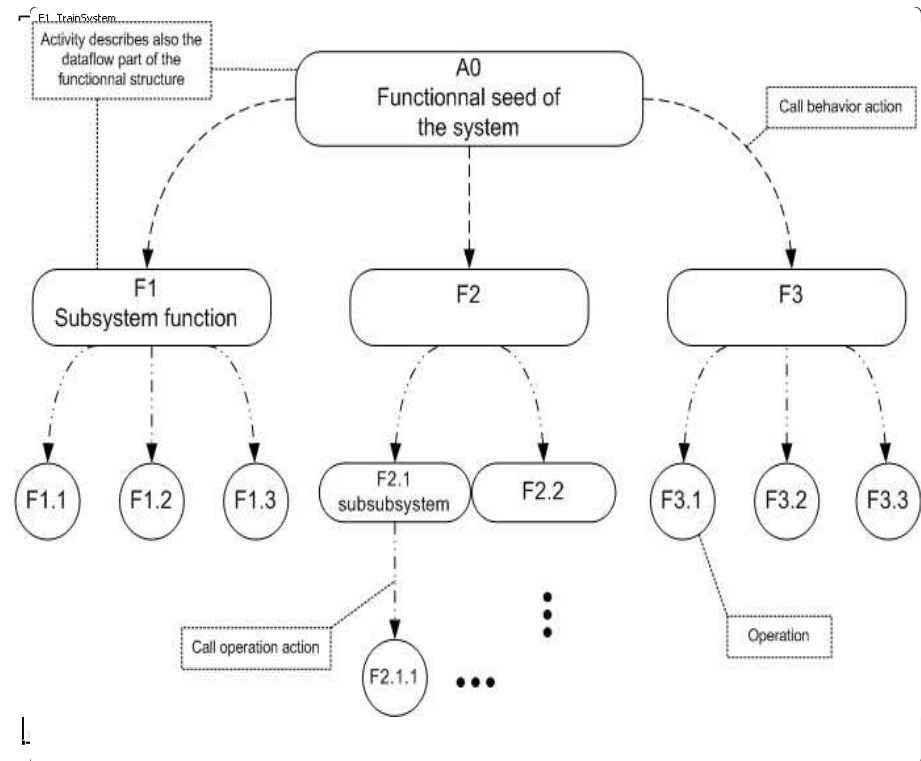 F1_TrainSystem
Activity describes also the
dataflow part of the
functionnal structure
A0
Functionnal seed of
the system
Call behavior action
F1
Subsystem function
F2
F3
F1.1
F1.2
F1.3
F2.1
subsubsystem
F2.2
F3.1
F3.2
F3.3
Call operation action
F2.1.1
Operation